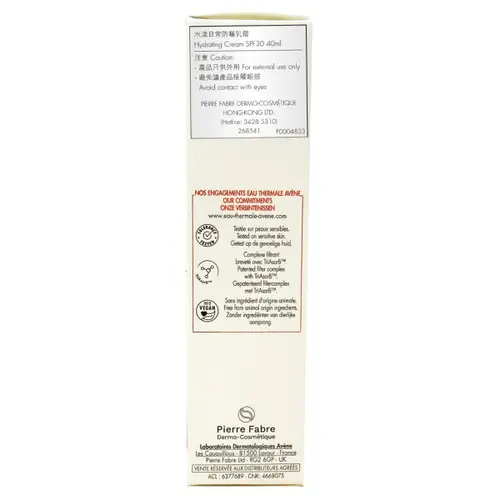 水漾日常防曬乳霜
Hydrating Cream SPF30 40ml
注意 Caution:
- 產品只供外用 For external use only
- 避免讓產品接觸眼部
Avoid contact with eyes
PIERRE FABRE DERMO-COSMÉTIQUE
HONG-KONG LTD.
(Hotline: 3428 5310)
268541 P0004833
NOS ENGAGEMENTS EAU THERMALE AVÈNE
OUR COMMITMENTS
ONZE VERBINTENISSEN
www.eau-thermale-avene.com
TOLERANCE
TESTED
Testée sur peaux sensibles.
Tested on sensitive skin.
Getest op de gevoelige huid.
Complexe filtrant
breveté avec TriAsorB™.
Patented filter complex
with TriAsorB™.
Gepatenteerd filtercomplex
met TriAsorB™.
VEGAN
Sans ingrédient d'origine animale.
Free from animal origin ingredients.
Zonder ingrediënten van dierlijke
oorsprong.
Pierre Fabre
Dermo-Cosmétique
Laboratoires Dermatologiques Avène
Les Cauquillous - 81500 Lavaur - France
Pierre Fabre Ltd - RG2 6GP - UK
VENTE RÉSERVÉE AUX DISTRIBUTEURS AGRÉÉS
ACL : 6377689 - CNK: 4668075